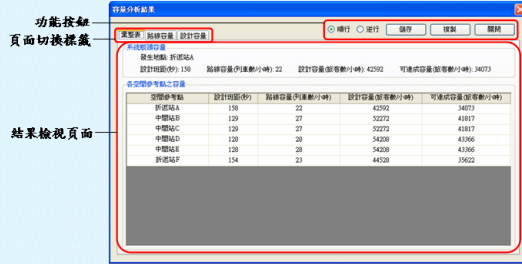 容量分析結果
功能按鈕
頁面切換標籤
結果檢視頁面
彙整表 路線容量 設計容量
順行 逆行 儲存 複製 關閉
系統瓶頸容量
發生地點: 折返站A
設計班距(秒): 158 路線容量(列車數/小時): 22 設計容量(旅客數/小時): 42592 可達成容量(旅客數/小時): 34073
各空間參考點之容量
空間參考點 設計班距(秒) 路線容量(列車數/小時) 設計容量(旅客數/小時) 可達成容量(旅客數/小時)
折返站A 158 22 42592 34073
中間站B 129 27 52272 41817
中間站C 129 27 52272 41817
中間站D 128 28 54208 43366
中間站E 128 28 54208 43366
折返站F 154 23 44528 35622